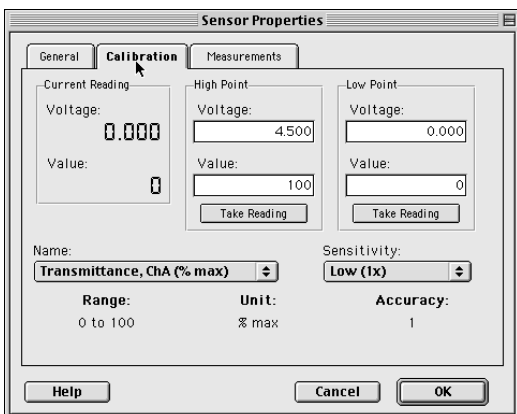 Sensor Properties
General Calibration Measurements
Current Reading
Voltage:
0.000
Value:
0
High Point
Voltage:
4.500
Value:
100
Take Reading
Low Point
Voltage:
0.000
Value:
0
Take Reading
Name:
Transmittance, ChA (% max)
Sensitivity:
Low (1x)
Range: Unit: Accuracy:
0 to 100 % max 1
Help Cancel OK